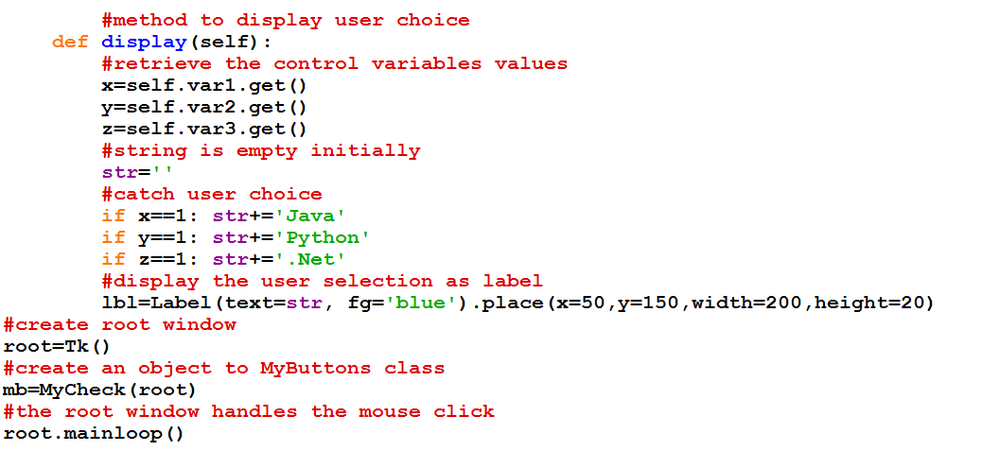 #method to display user choice
    def display(self):
        #retrieve the control variables values
        x=self.var1.get()
        y=self.var2.get()
        z=self.var3.get()
        #string is empty initially
        str=''
        #catch user choice
        if x==1: str+='Java'
        if y==1: str+='Python'
        if z==1: str+='.Net'
        #display the user selection as label
        lbl=Label(text=str, fg='blue').place(x=50,y=150,width=200,height=20)
#create root window
root=Tk()
#create an object to MyButtons class
mb=MyCheck(root)
#the root window handles the mouse click
root.mainloop()